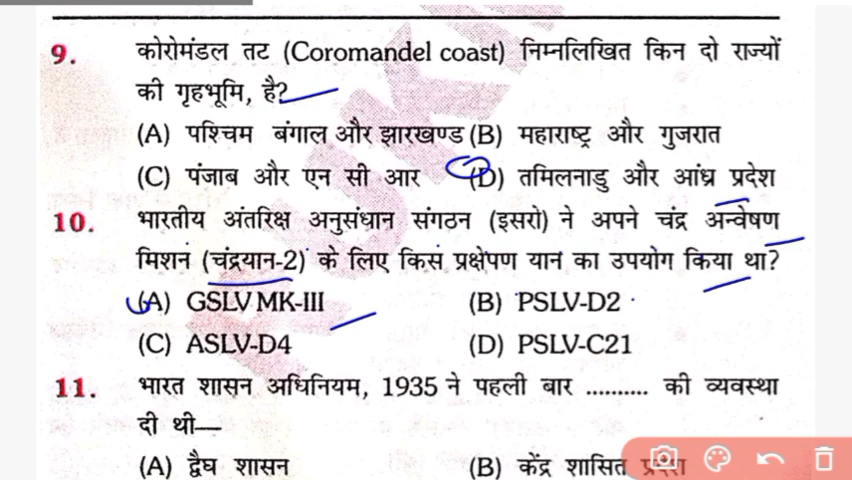 9. कोरोमंडल तट (Coromandel coast) निम्नलिखित किन दो राज्यों
की गृहभूमि, है?
(A) पश्चिम बंगाल और झारखण्ड (B) महाराष्ट्र और गुजरात
(C) पंजाब और एन सी आर (D) तमिलनाडु और आंध्र प्रदेश
10. भारतीय अंतरिक्ष अनुसंधान संगठन (इसरो) ने अपने चंद्र अन्वेषण
मिशन (चंद्रयान-2) के लिए किस प्रक्षेपण यान का उपयोग किया था?
(A) GSLV MK-III (B) PSLV-D2
(C) ASLV-D4 (D) PSLV-C21
11. भारत शासन अधिनियम, 1935 ने पहली बार .......... की व्यवस्था
दी थी—
(A) द्वैघ शासन (B) केंद्र शासित प्रदेश